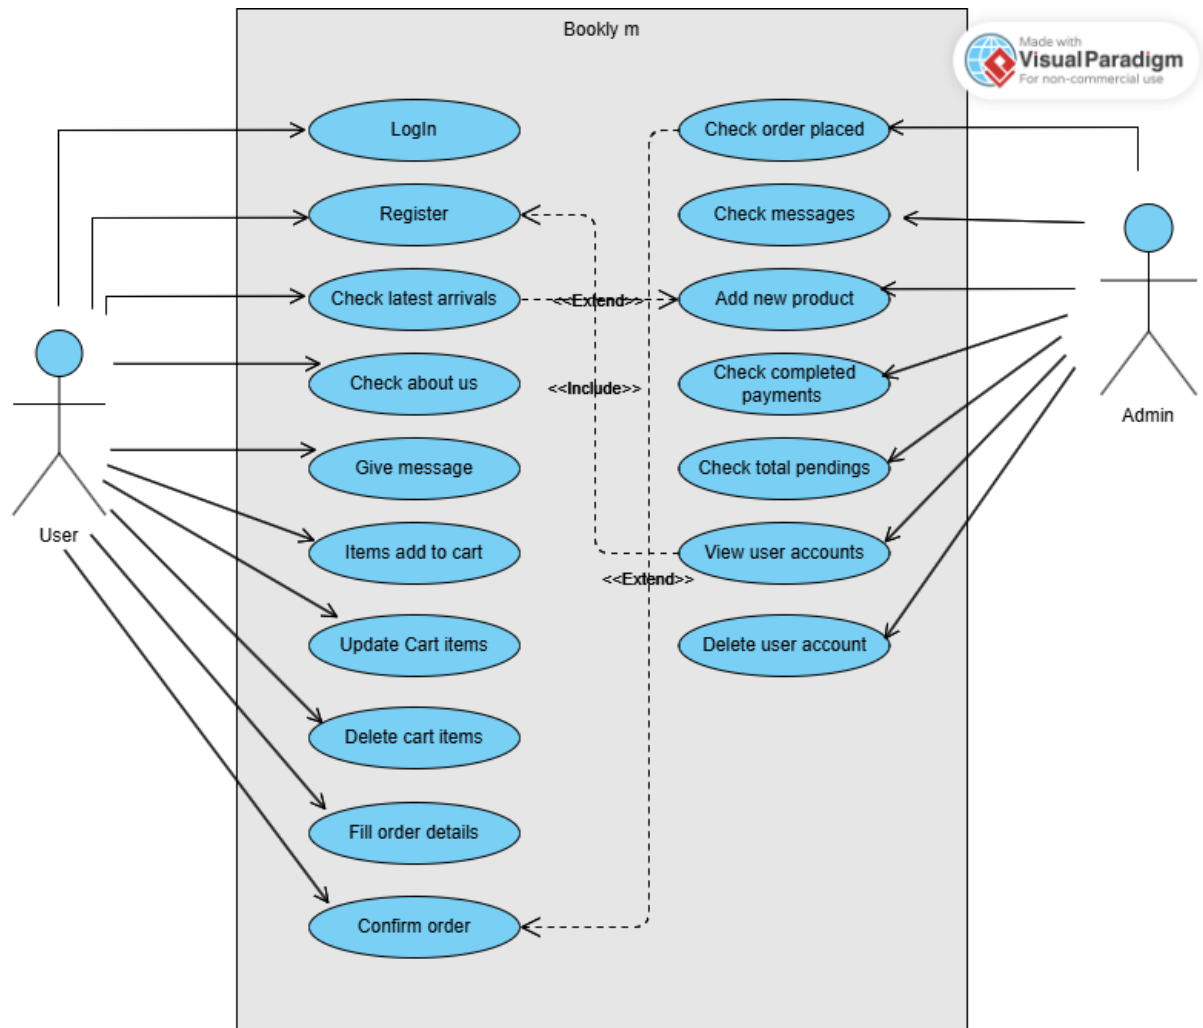 Bookly m
Made with
Visual Paradigm
For non-commercial use
LogIn
Check order placed
Register
Check messages
Check latest arrivals
<<Extend>>
Add new product
Check about us
<<Include>>
Check completed
payments
Admin
Give message
Check total pendings
User
Items add to cart
View user accounts
<<Extend>>
Update Cart items
Delete user account
Delete cart items
Fill order details
Confirm order